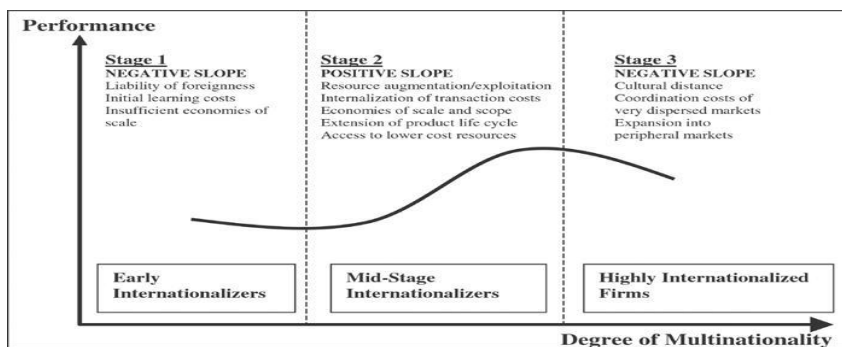 Performance
Stage 1
NEGATIVE SLOPE
Liability of foreignness
Initial learning costs
Insufficient economies of
scale
Stage 2
POSITIVE SLOPE
Resource augmentation/exploitation
Internalization of transaction costs
Economies of scale and scope
Extension of product life cycle
Access to lower cost resources
Stage 3
NEGATIVE SLOPE
Cultural distance
Coordination costs of
very dispersed markets
Expansion into
peripheral markets
Early
Internationalizers
Mid-Stage
Internationalizers
Highly Internationalized
Firms
Degree of Multinationality